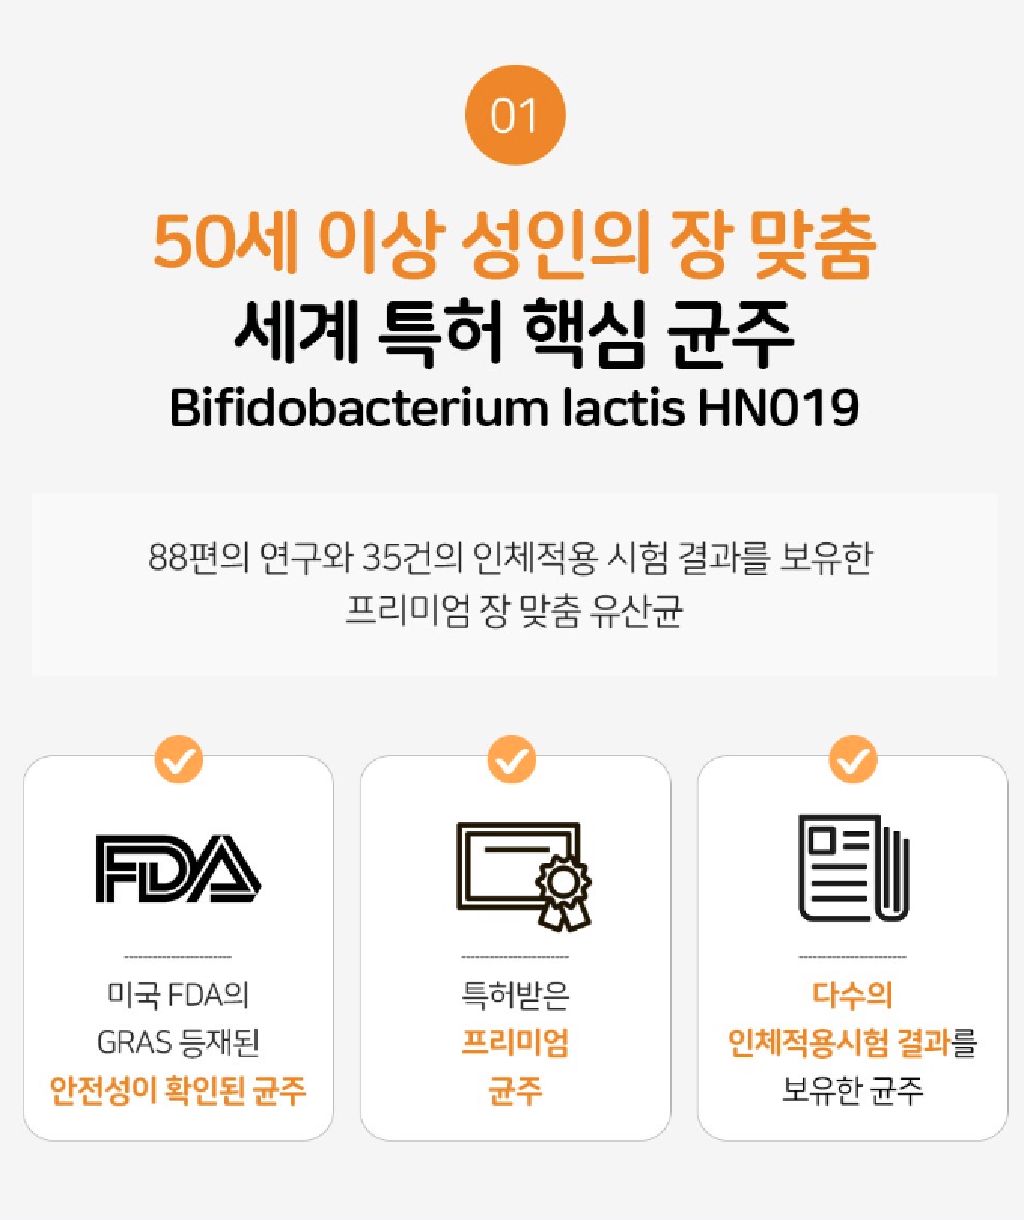 01
50세 이상 성인의 장 맞춤
세계 특허 핵심 균주
Bifidobacterium lactis HN019
88편의 연구와 35건의 인체적용 시험 결과를 보유한
프리미엄 장 맞춤 유산균
FDA
미국 FDA의
GRAS 등재된
안전성이 확인된 균주
특허받은
프리미엄
균주
다수의
인체적용시험 결과를
보유한 균주